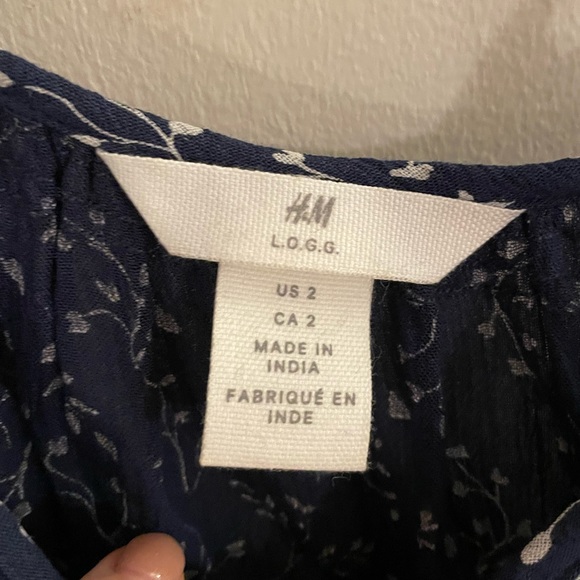 H&M
L.O.G.G.
US 2
CA 2
MADE IN
INDIA
FABRIQUÉ EN
INDE